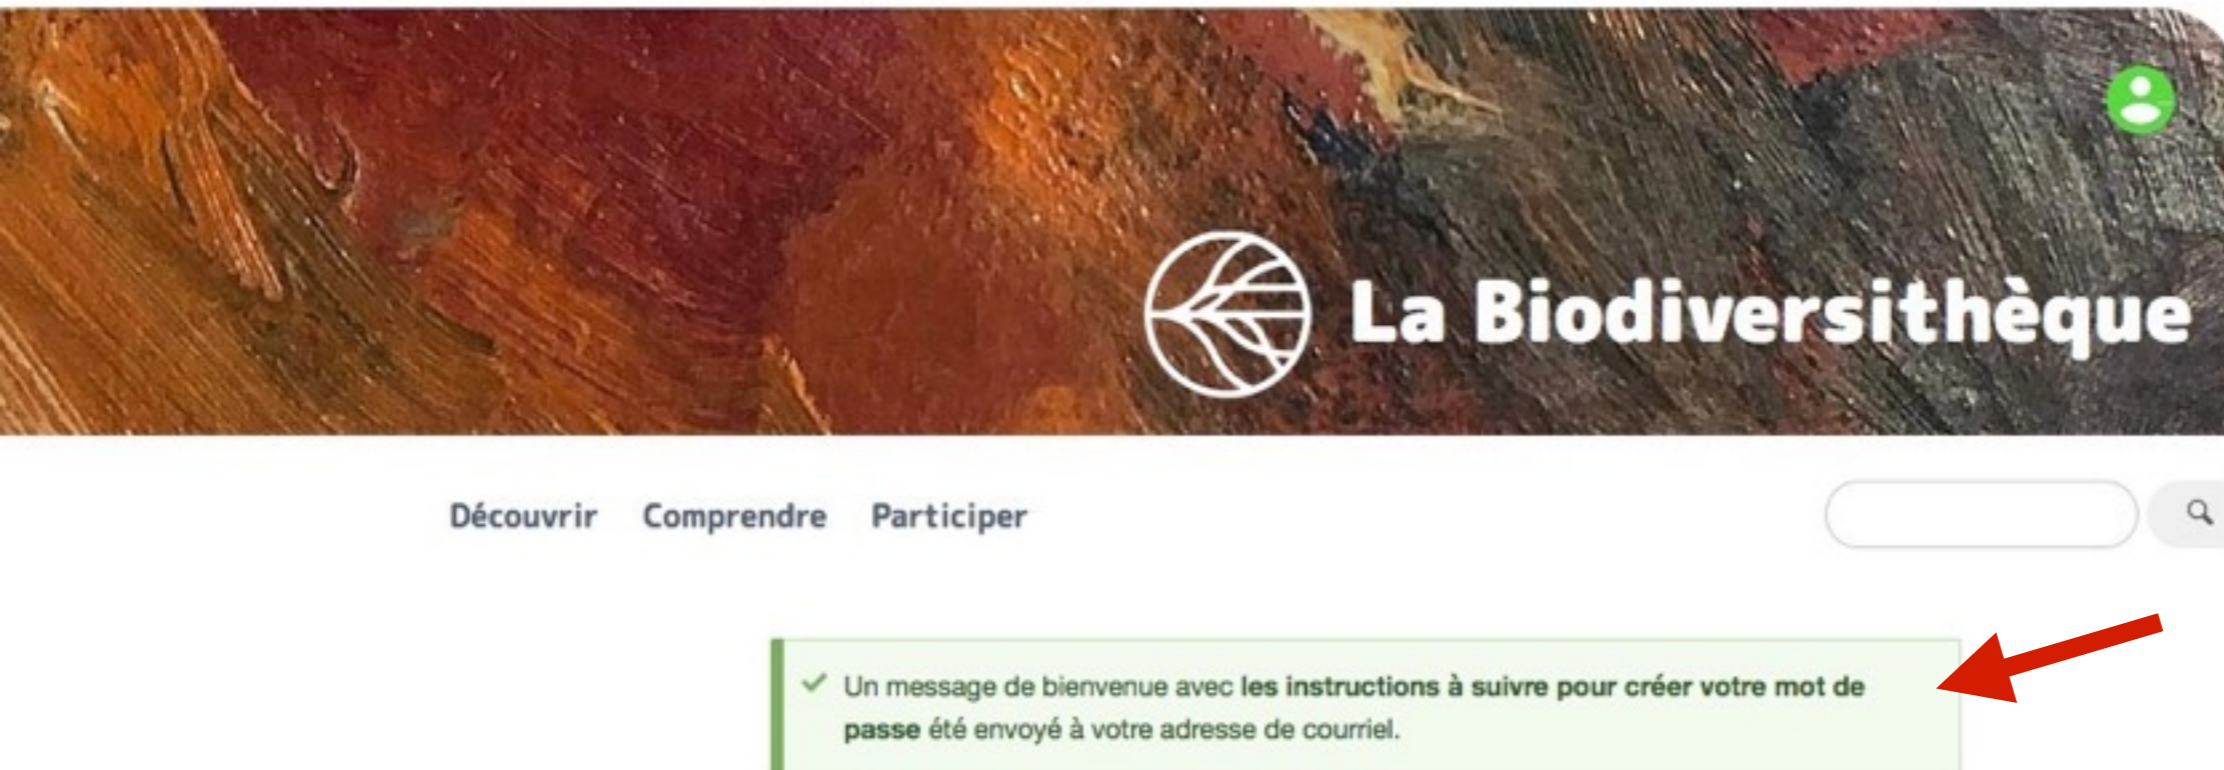 La Biodiversithèque
Découvrir Comprendre Participer
Un message de bienvenue avec les instructions à suivre pour créer votre mot de
passe été envoyé à votre adresse de courriel.